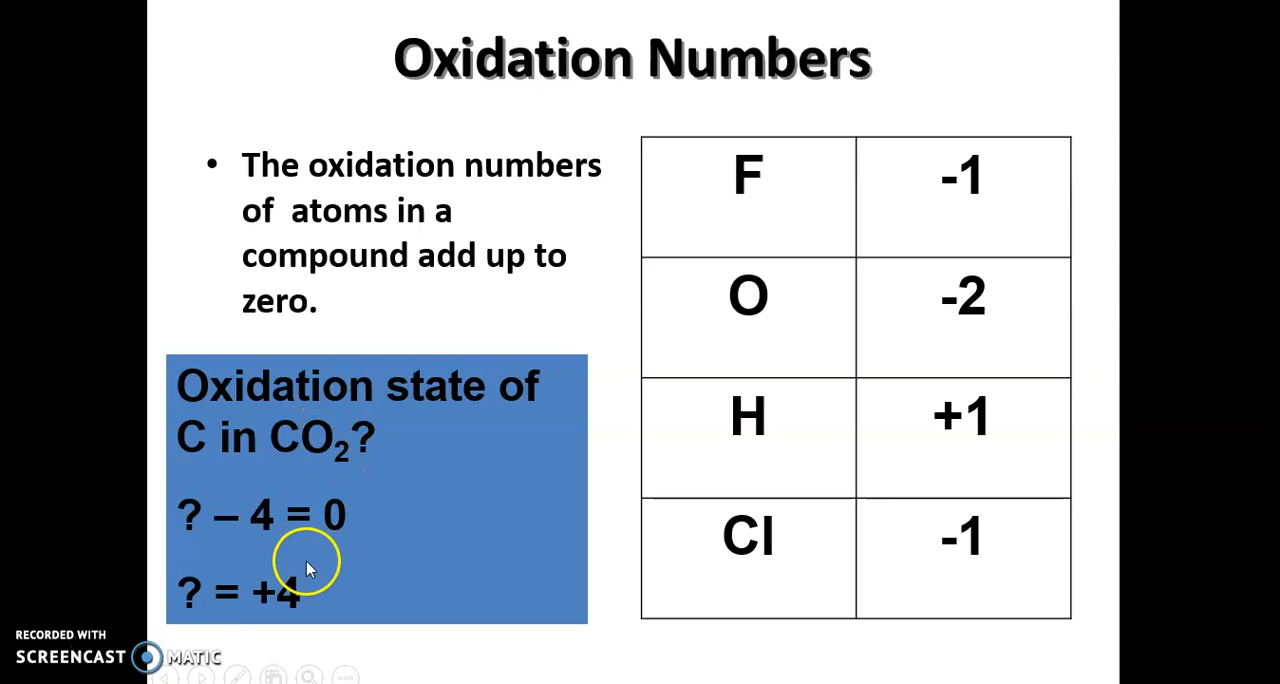 Oxidation Numbers
• The oxidation numbers
of atoms in a
compound add up to
zero.
Oxidation state of
C in CO₂?
? – 4 = 0
? = +4
F -1
O -2
H +1
Cl -1
RECORDED WITH
SCREENCAST MATIC